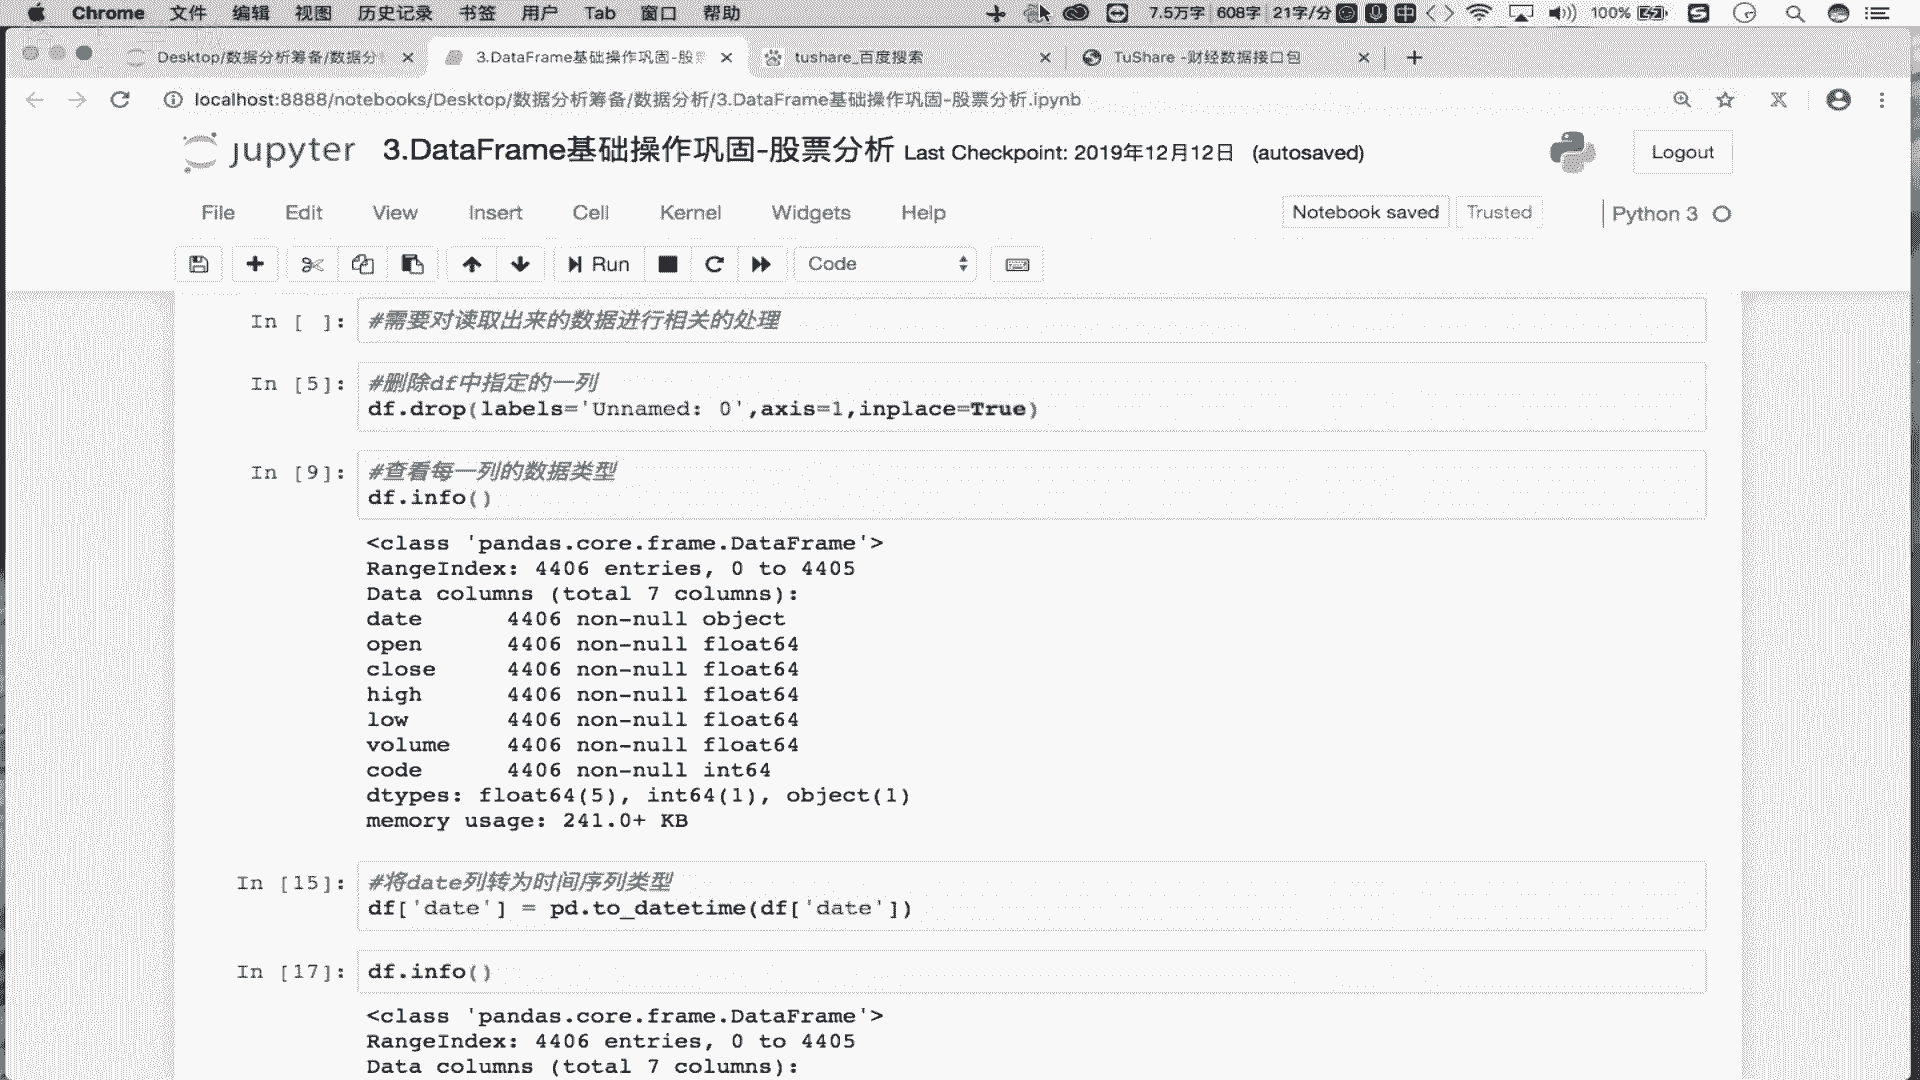 Chrome 文件 编辑 视图 历史记录 书签 用户 Tab 窗口 帮助 7.5万字 608字 21字/分 中 100%
Desktop/数据分析筹备/数据分 3.DataFrame基础操作巩固-股票 tushare_百度搜索 TuShare -财经数据接口包
localhost:8888/notebooks/Desktop/数据分析筹备/数据分析/3.DataFrame基础操作巩固-股票分析.ipynb
jupyter 3.DataFrame基础操作巩固-股票分析 Last Checkpoint: 2019年12月12日 (autosaved) Logout
File Edit View Insert Cell Kernel Widgets Help Notebook saved Trusted Python 3
Run Code
In [ ]: #需要对读取出来的数据进行相关的处理
In [5]: #删除df中指定的一列
df.drop(labels='Unnamed: 0',axis=1,inplace=True)
In [9]: #查看每一列的数据类型
df.info()
<class 'pandas.core.frame.DataFrame'>
RangeIndex: 4406 entries, 0 to 4405
Data columns (total 7 columns):
date 4406 non-null object
open 4406 non-null float64
close 4406 non-null float64
high 4406 non-null float64
low 4406 non-null float64
volume 4406 non-null float64
code 4406 non-null int64
dtypes: float64(5), int64(1), object(1)
memory usage: 241.0+ KB
In [15]: #将date列转为时间序列类型
df['date'] = pd.to_datetime(df['date'])
In [17]: df.info()
<class 'pandas.core.frame.DataFrame'>
RangeIndex: 4406 entries, 0 to 4405
Data columns (total 7 columns):